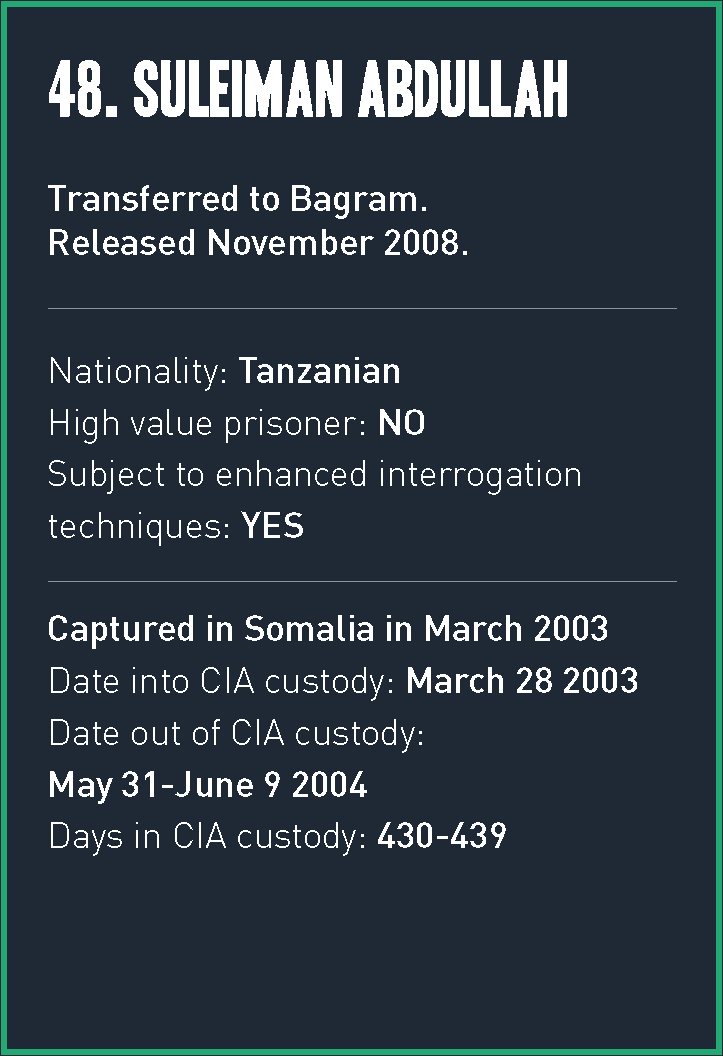 48. SULEIMAN ABDULLAH
Transferred to Bagram.
Released November 2008.
Nationality: Tanzanian
High value prisoner: NO
Subject to enhanced interrogation
techniques: YES
Captured in Somalia in March 2003
Date into CIA custody: March 28 2003
Date out of CIA custody:
May 31-June 9 2004
Days in CIA custody: 430-439